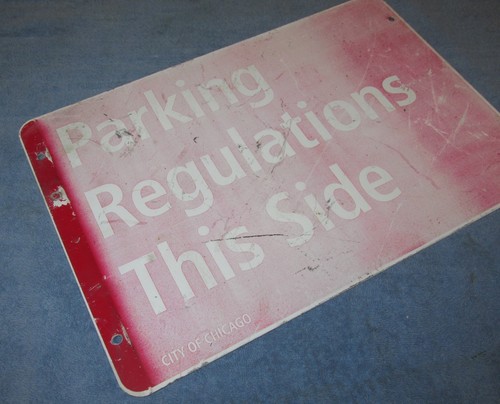 Parking
Regulations
This Side
CITY OF CHICAGO